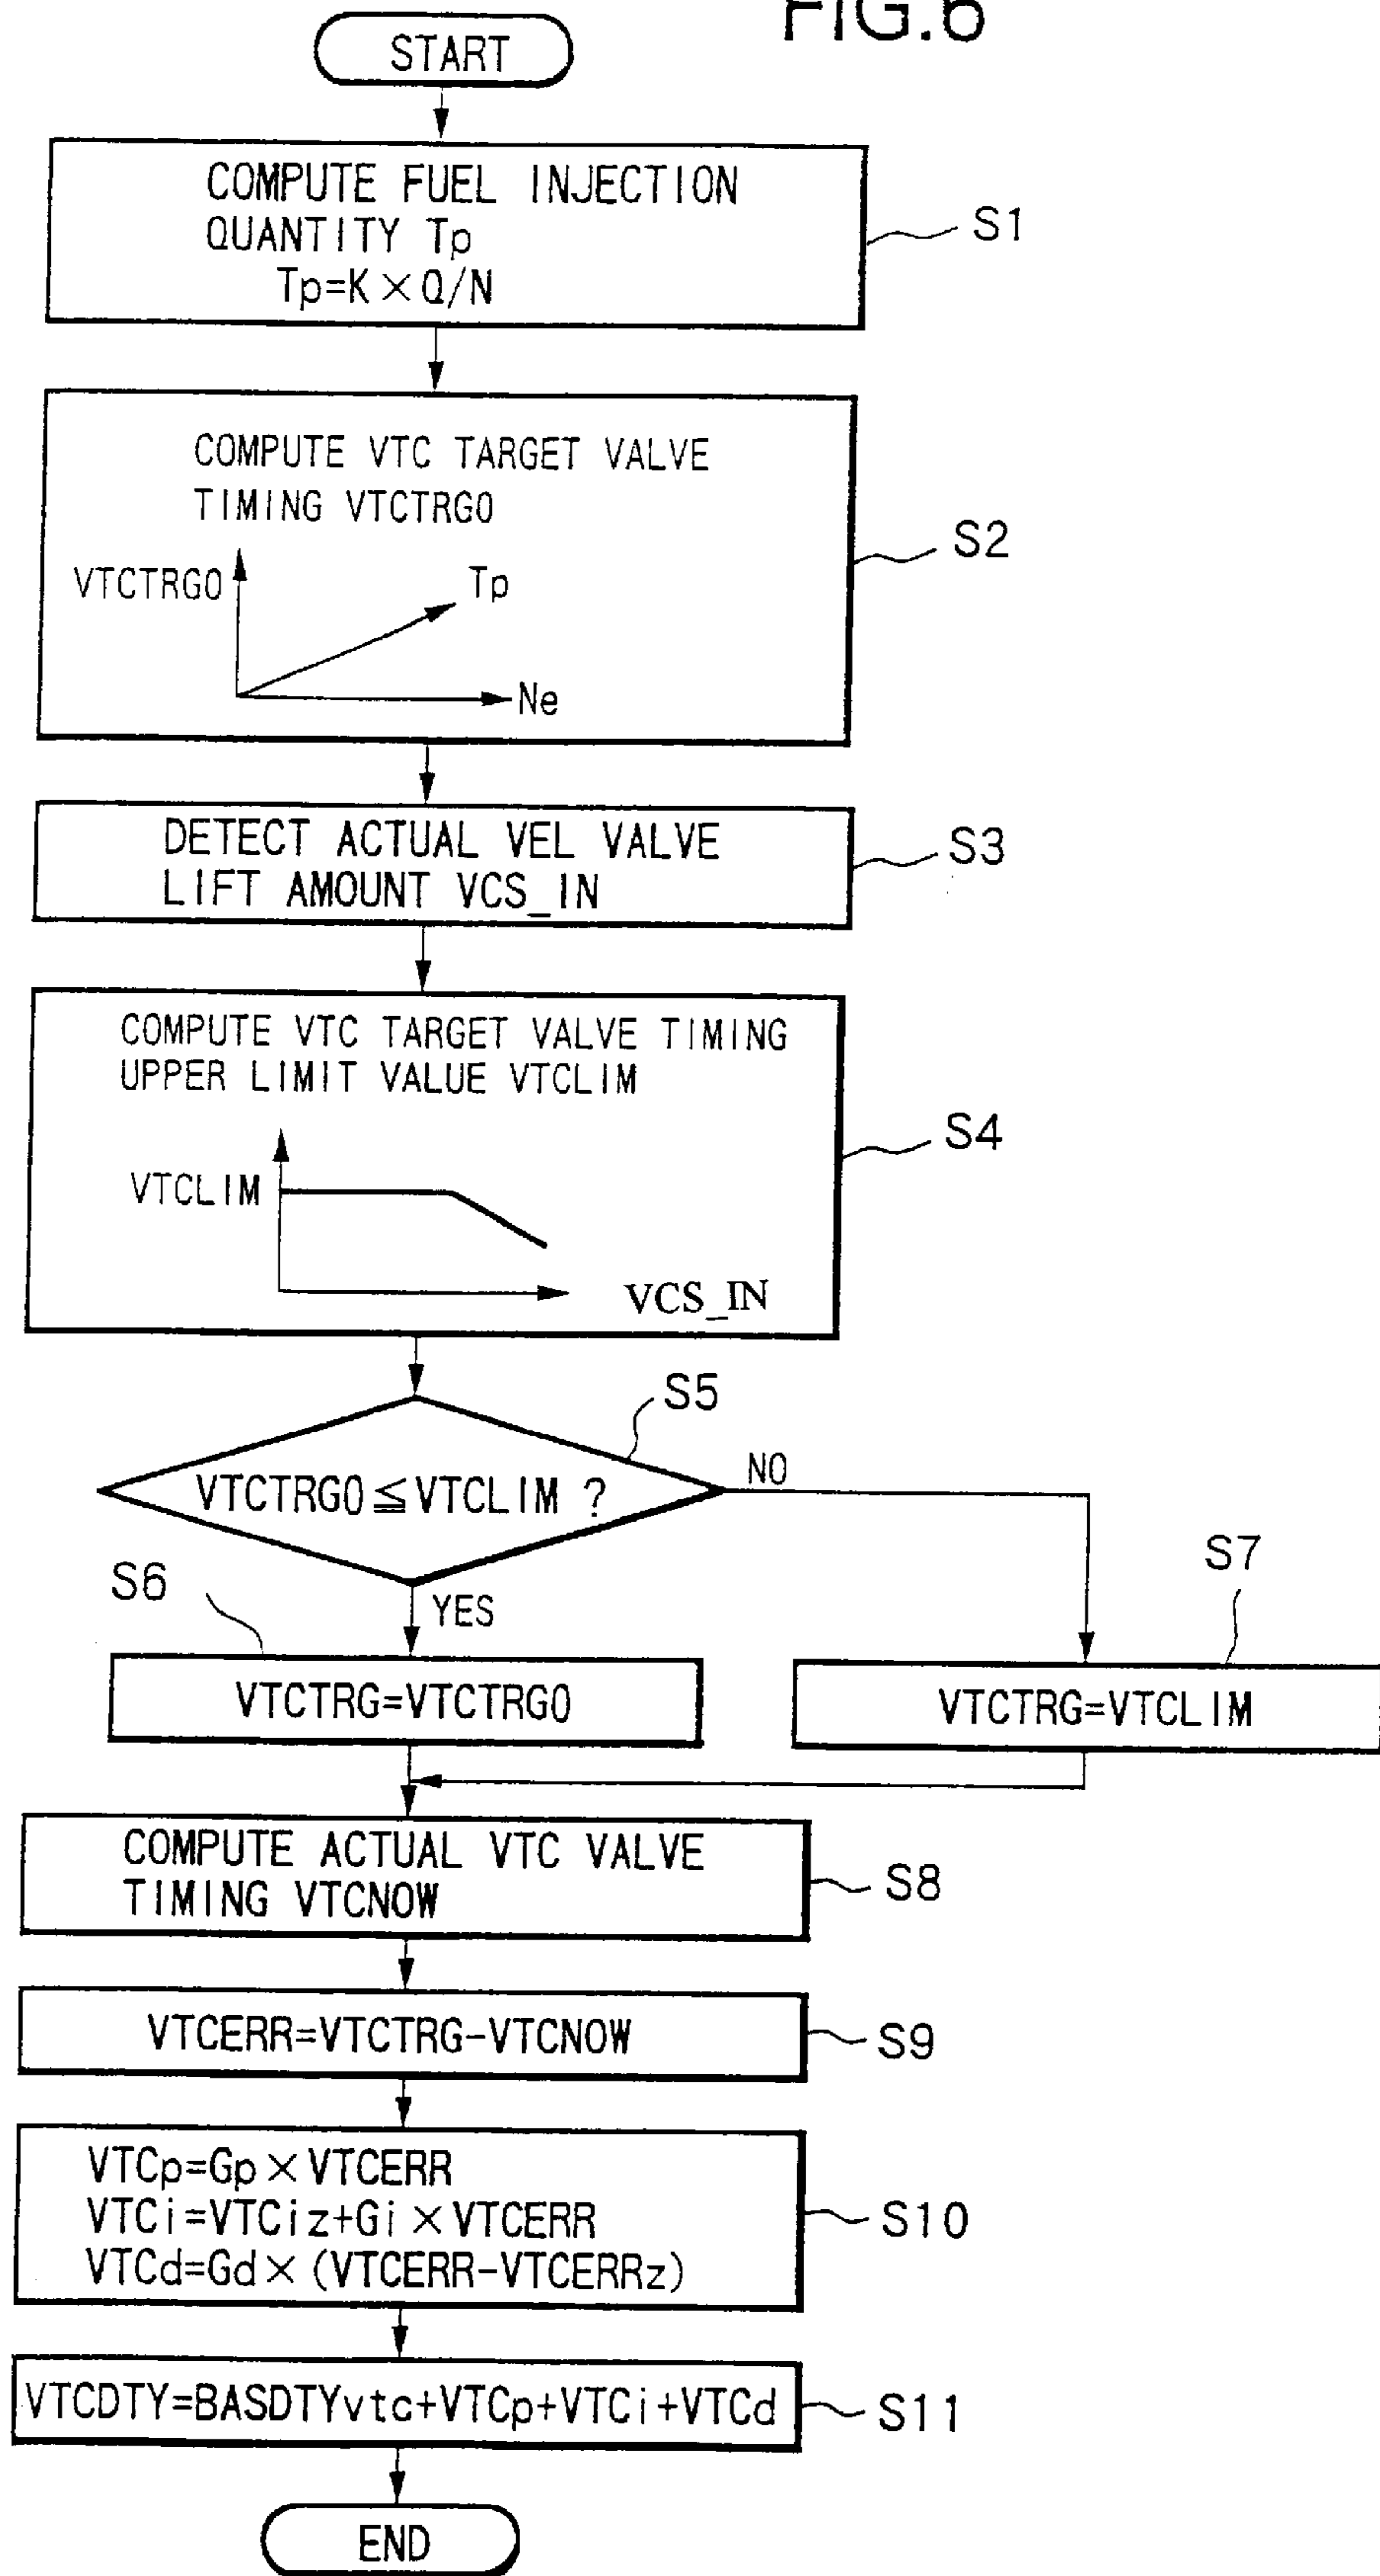 FIG.6
START
COMPUTE FUEL INJECTION
QUANTITY Tp
Tp=K×Q/N
S1
COMPUTE VTC TARGET VALVE
TIMING VTCTRG0
VTCTRG0
Tp
Ne
S2
DETECT ACTUAL VEL VALVE
LIFT AMOUNT VCS_IN
S3
COMPUTE VTC TARGET VALVE TIMING
UPPER LIMIT VALUE VTCLIM
VTCLIM
VCS_IN
S4
S5
VTCTRG0≦VTCLIM ?
NO
YES
S6
VTCTRG=VTCTRG0
S7
VTCTRG=VTCLIM
COMPUTE ACTUAL VTC VALVE
TIMING VTCNOW
S8
VTCERR=VTCTRG-VTCNOW
S9
VTCp=Gp×VTCERR
VTCi=VTCiz+Gi×VTCERR
VTCd=Gd×(VTCERR-VTCERRz)
S10
VTCDTY=BASDTYvtc+VTCp+VTCi+VTCd
S11
END